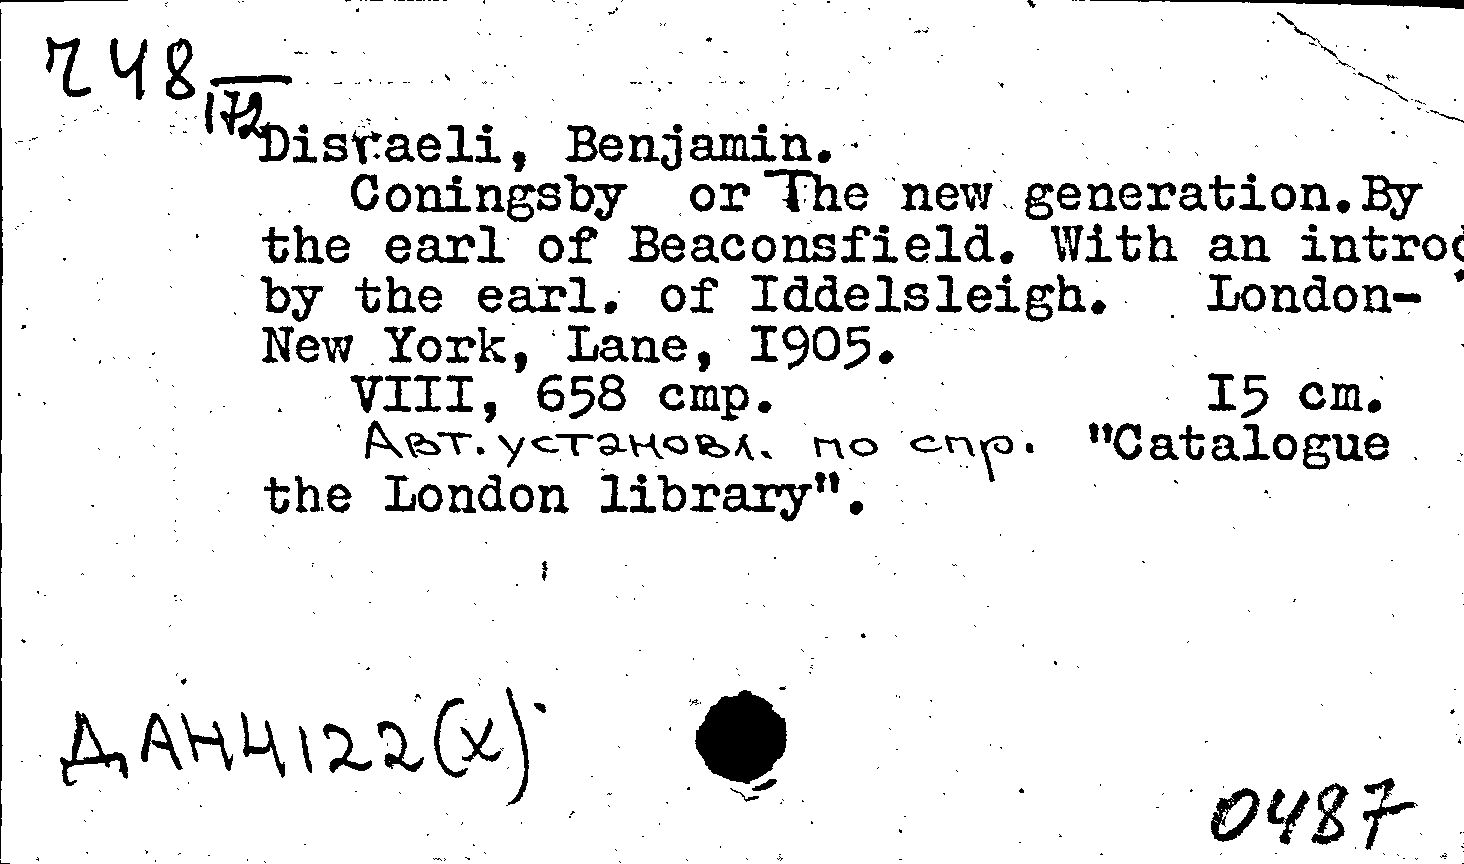 248
172
Disraeli, Benjamin.
Coningsby or The new generation.By
the earl of Beaconsfield. With an introd
by the earl. of Iddelsleigh. London-
New York, Lane, I905.
VIII, 658 стр. I5 cm.
Авт. установл. по спр. "Catalogue
the London library".
ДАН4122(x)
0487